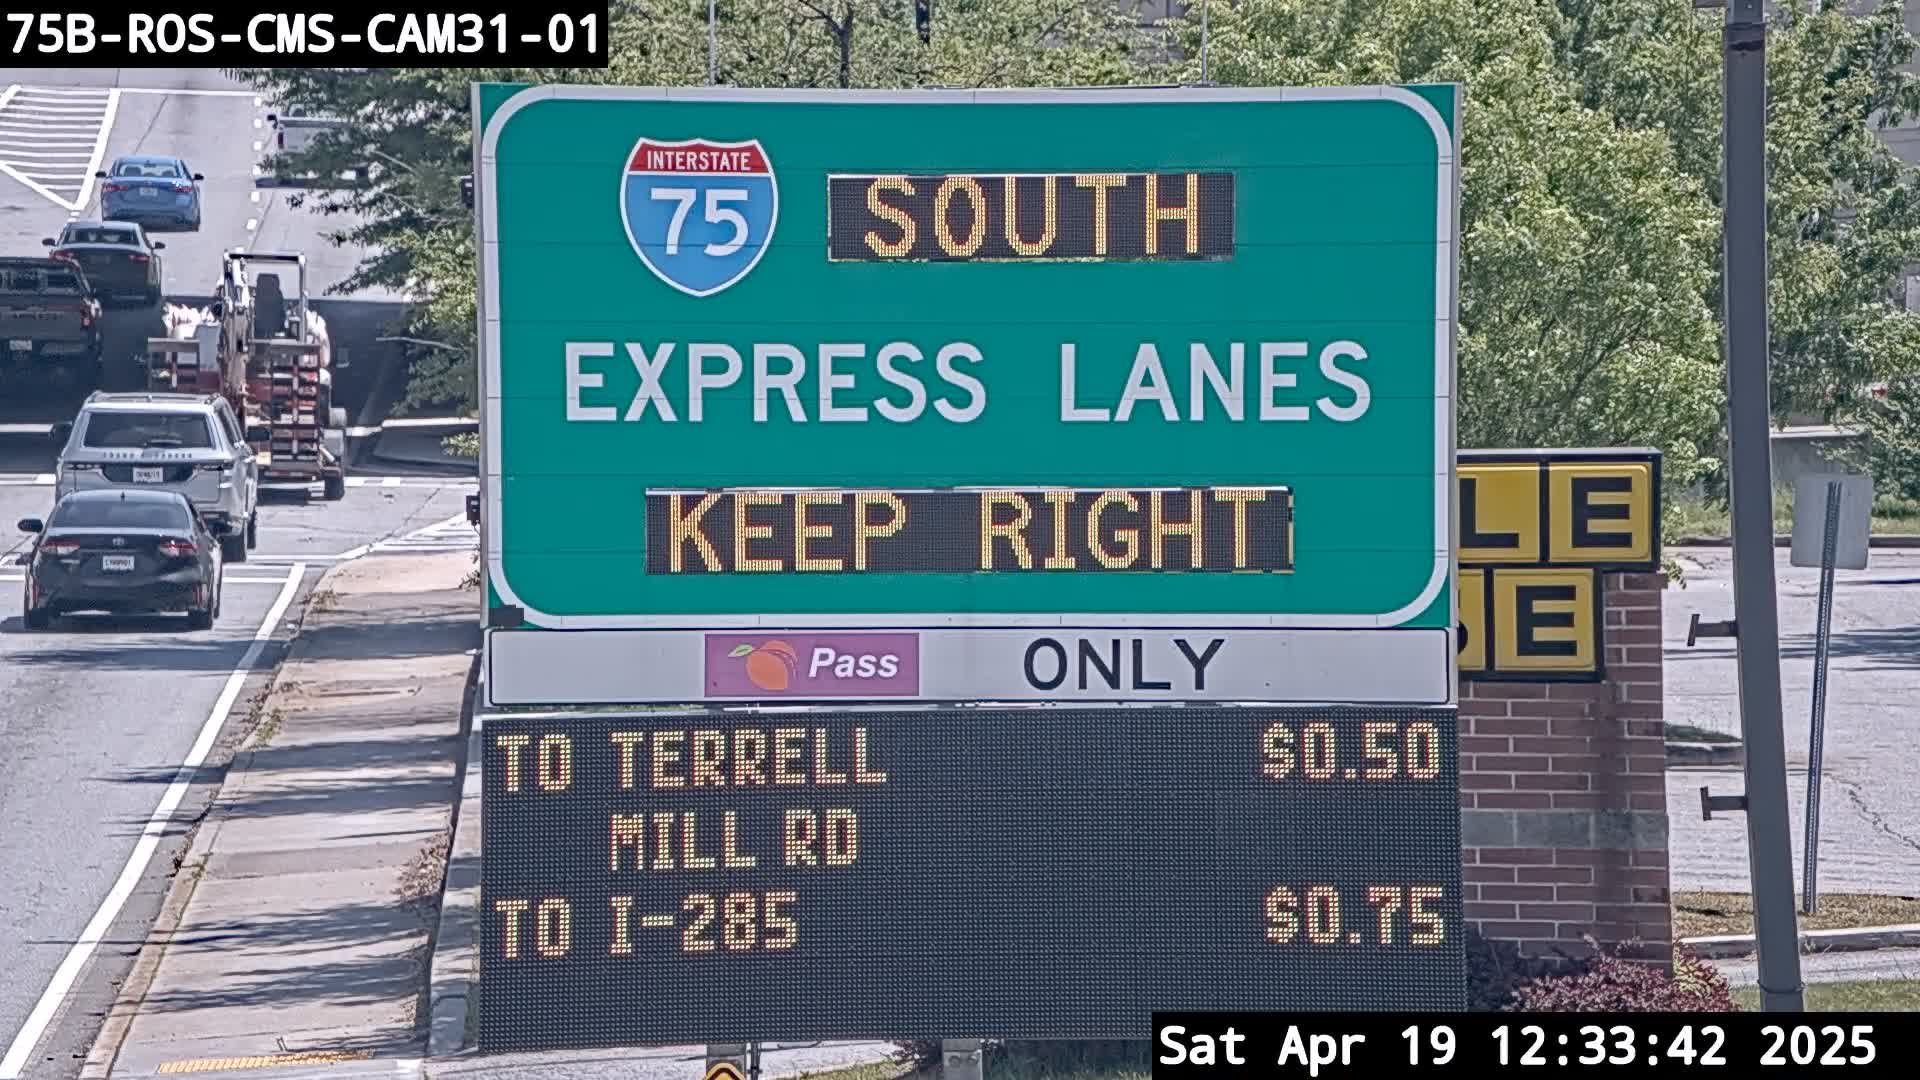 75B-ROS-CMS-CAM31-01
INTERSTATE
75
SOUTH
EXPRESS LANES
KEEP RIGHT
Pass ONLY
TO TERRELL $0.50
MILL RD
TO I-285 $0.75
LE
E
Sat Apr 19 12:33:42 2025